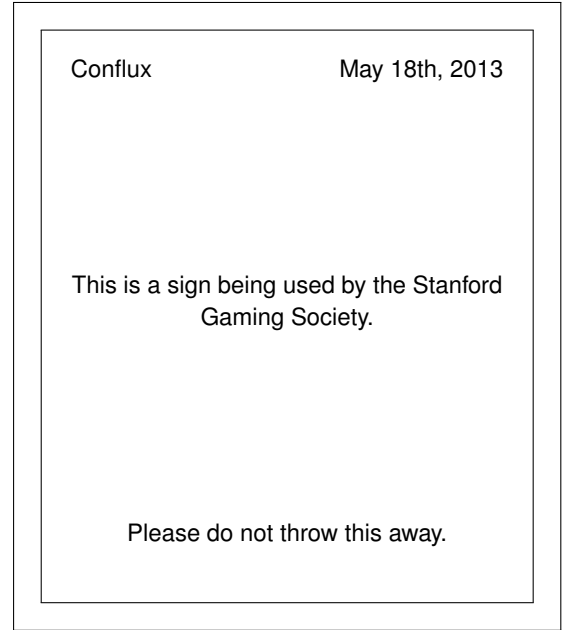 Conflux May 18th, 2013
This is a sign being used by the Stanford
Gaming Society.
Please do not throw this away.